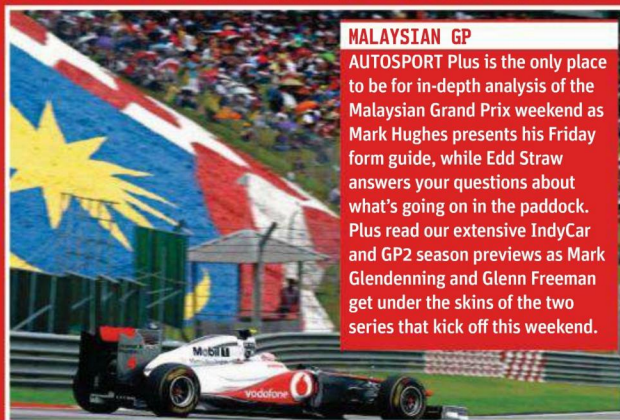 MALAYSIAN GP
AUTOSPORT Plus is the only place
to be for in-depth analysis of the
Malaysian Grand Prix weekend as
Mark Hughes presents his Friday
form guide, while Edd Straw
answers your questions about
what's going on in the paddock.
Plus read our extensive IndyCar
and GP2 season previews as Mark
Glendenning and Glenn Freeman
get under the skins of the two
series that kick off this weekend.
Mobil 1
vodafone